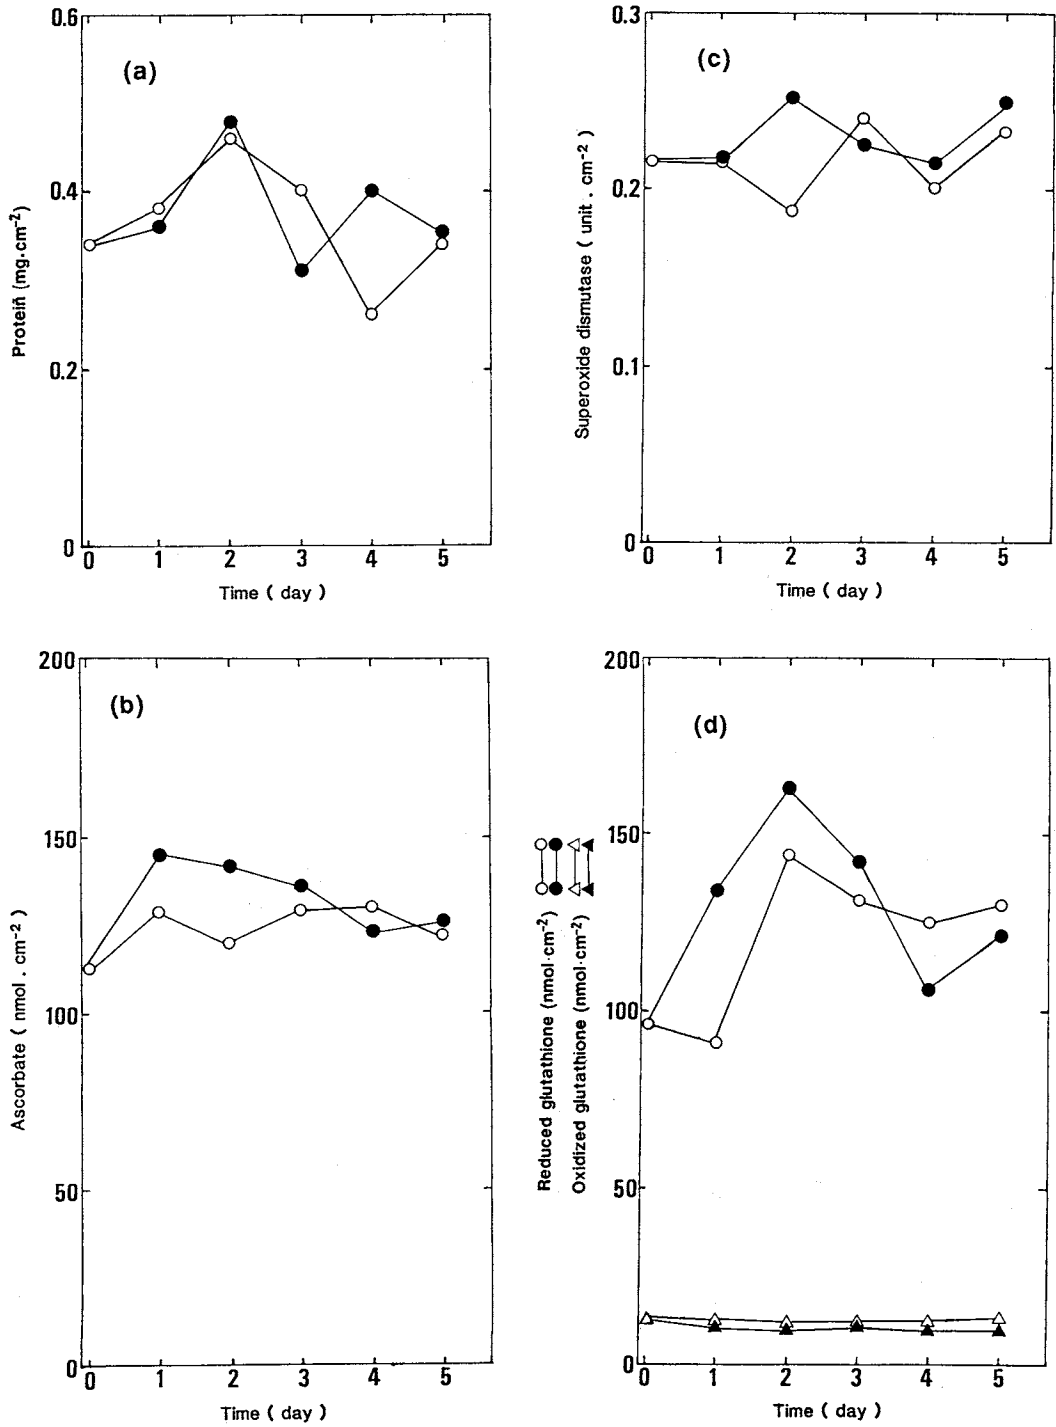 (a)
Protein (mg.cm-2)
0.6
0.4
0.2
0
0 1 2 3 4 5
Time ( day )
(c)
Superoxide dismutase ( unit . cm-2 )
0.3
0.2
0.1
0
0 1 2 3 4 5
Time ( day )
(b)
Ascorbate ( nmol . cm-2 )
200
150
100
50
0
0 1 2 3 4 5
Time ( day )
(d)
Reduced glutathione (nmol·cm-2)
Oxidized glutathione (nmol·cm-2)
200
150
100
50
0
0 1 2 3 4 5
Time ( day )